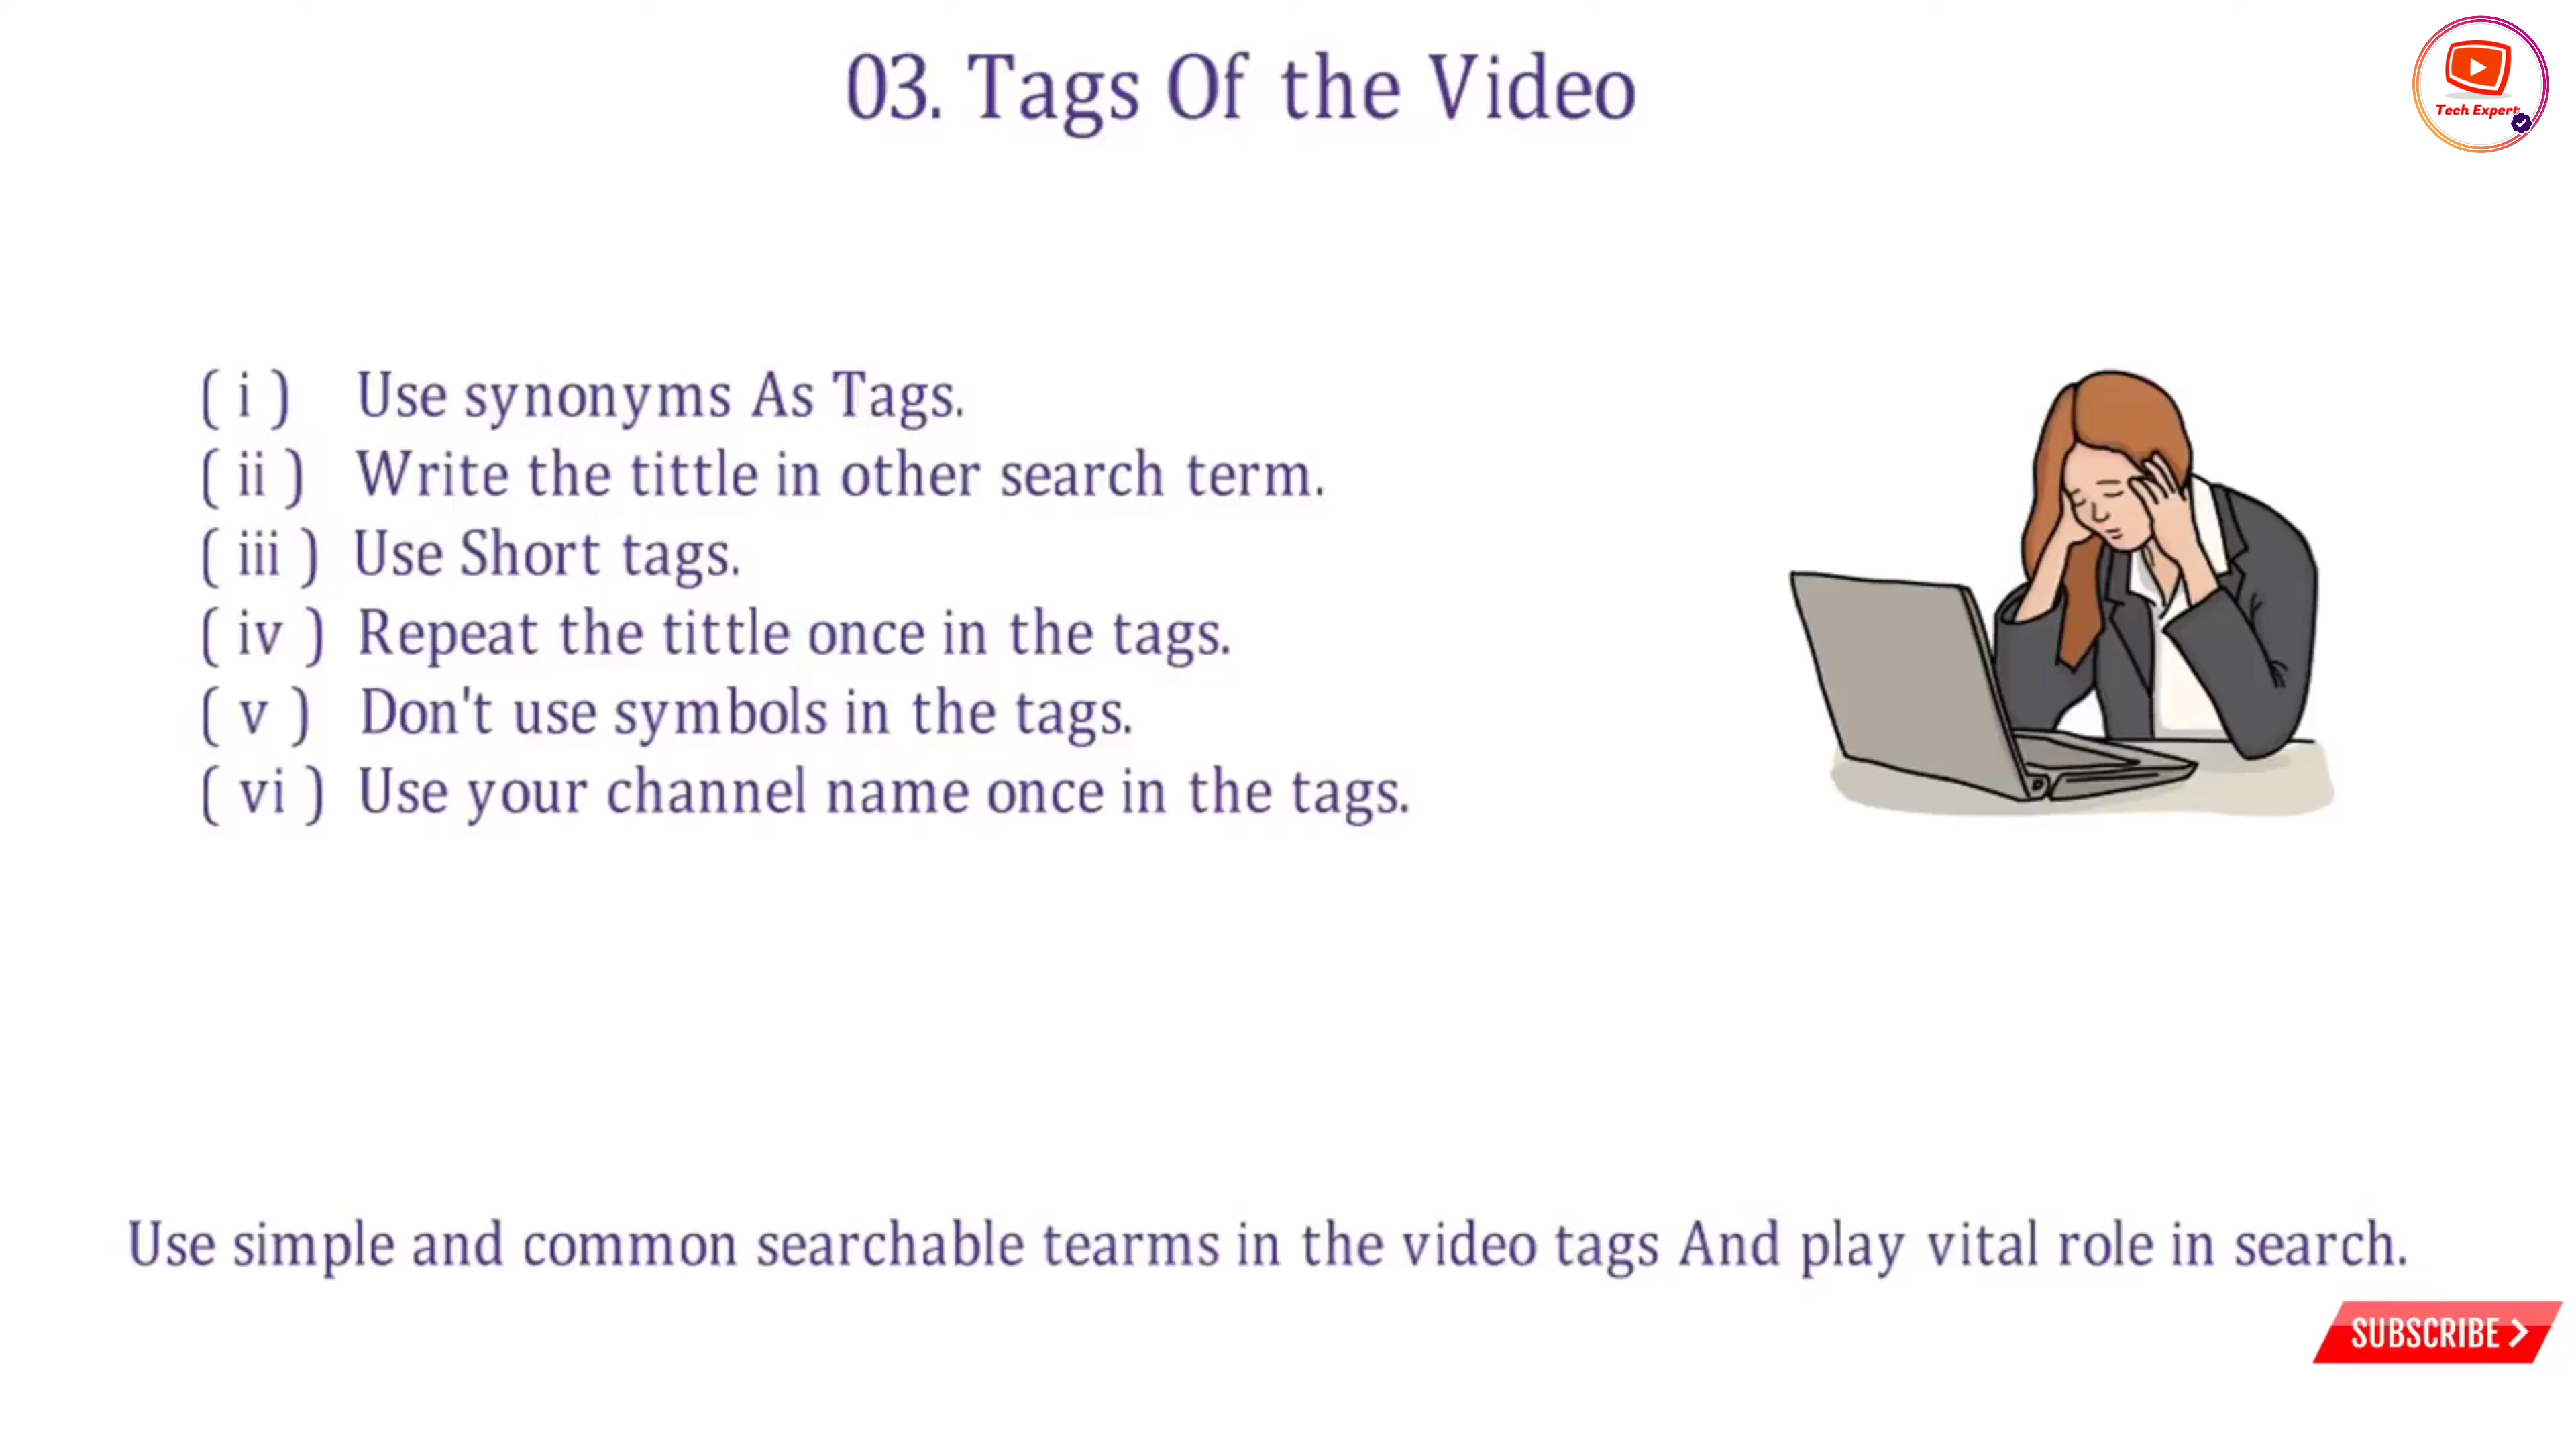 03. Tags Of the Video
Tech Expert
( i ) Use synonyms As Tags.
( ii ) Write the tittle in other search term.
( iii ) Use Short tags.
( iv ) Repeat the tittle once in the tags.
( v ) Don't use symbols in the tags.
( vi ) Use your channel name once in the tags.
Use simple and common searchable tearms in the video tags And play vital role in search.
SUBSCRIBE >